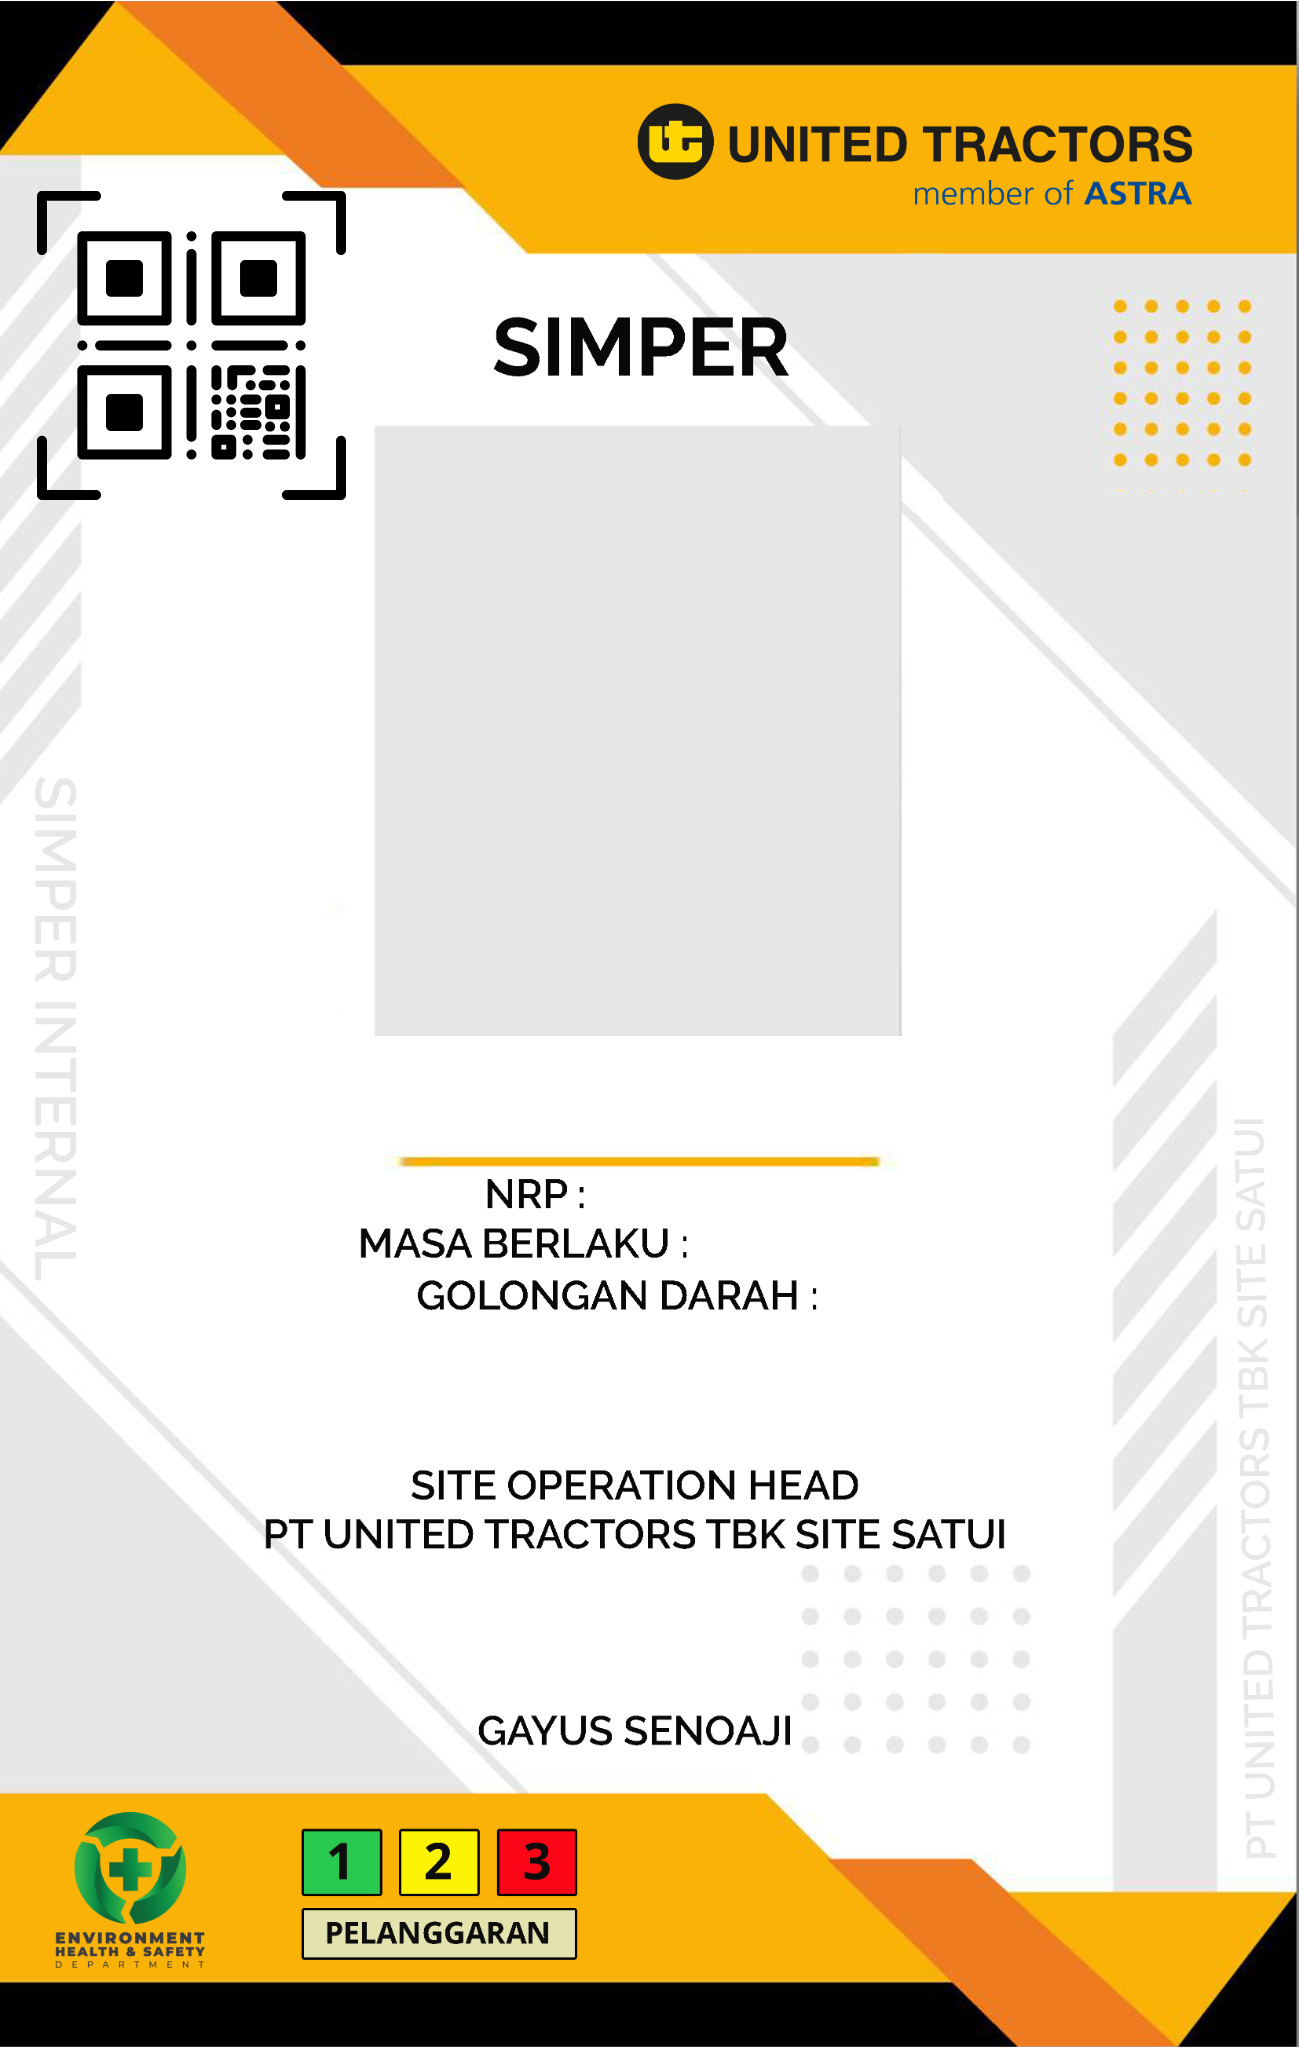 UNITED TRACTORS
member of ASTRA
SIMPER
SIMPER INTERNAL
NRP :
MASA BERLAKU :
GOLONGAN DARAH :
PT UNITED TRACTORS TBK SITE SATUI
SITE OPERATION HEAD
PT UNITED TRACTORS TBK SITE SATUI
GAYUS SENOAJI
1 2 3
PELANGGARAN
ENVIRONMENT
HEALTH & SAFETY
DEPARTMENT